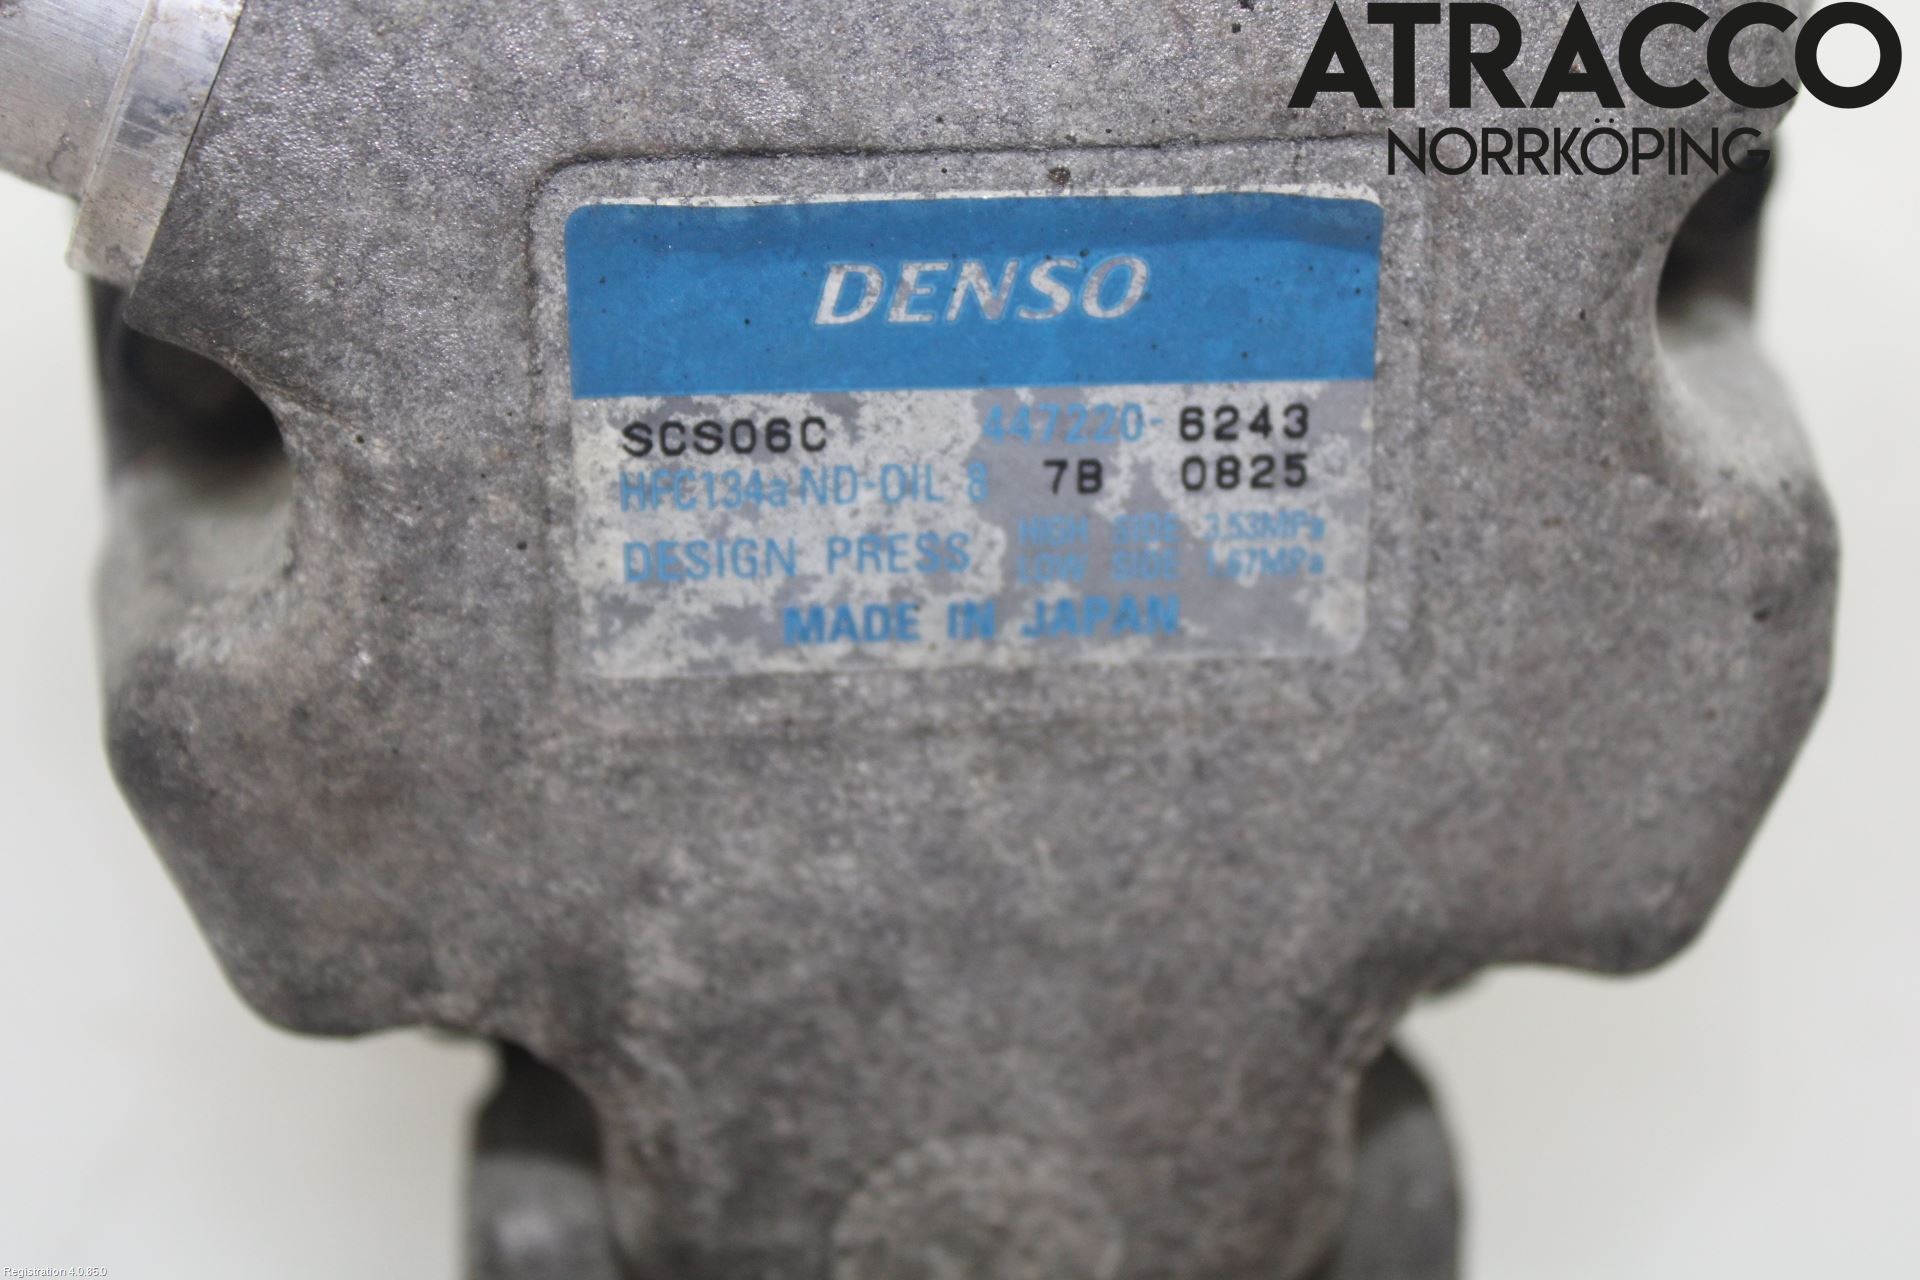 ATRACCO
NORRKÖPING
DENSO
SCS06C 447220-6243
HFC134a ND-OIL 8 7B 0825
DESIGN PRESS HIGH SIDE 3.53MPa
LOW SIDE 1.67MPa
MADE IN JAPAN
Registration 4.0.85.0